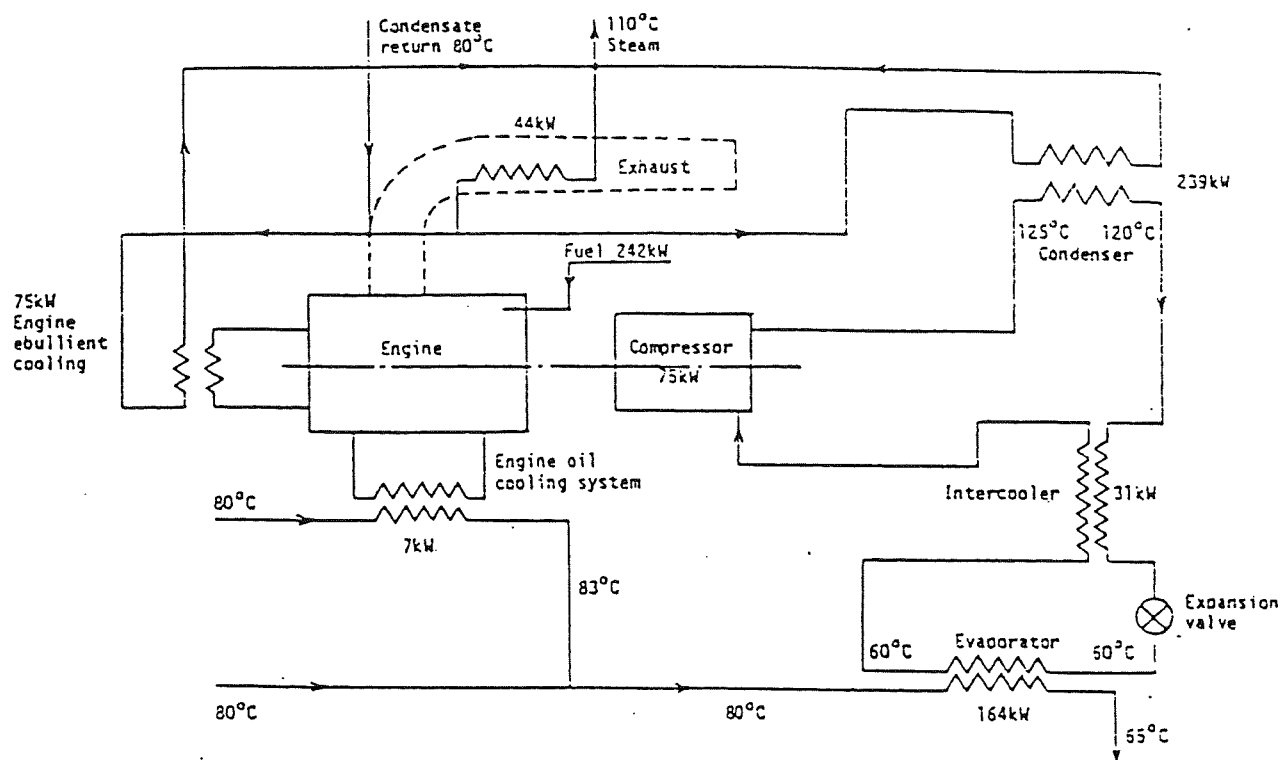 Condensate
return 80°C
110°C
Steam
44kW
Exhaust
239kW
125°C 120°C
Condenser
Fuel 242kW
75kW
Engine
ebullient
cooling
Engine
Compressor
75kW
Engine oil
cooling system
80°C
7kW.
Intercooler
31kW
83°C
Expansion
valve
Evaporator
60°C
60°C
80°C
80°C
164kW
65°C